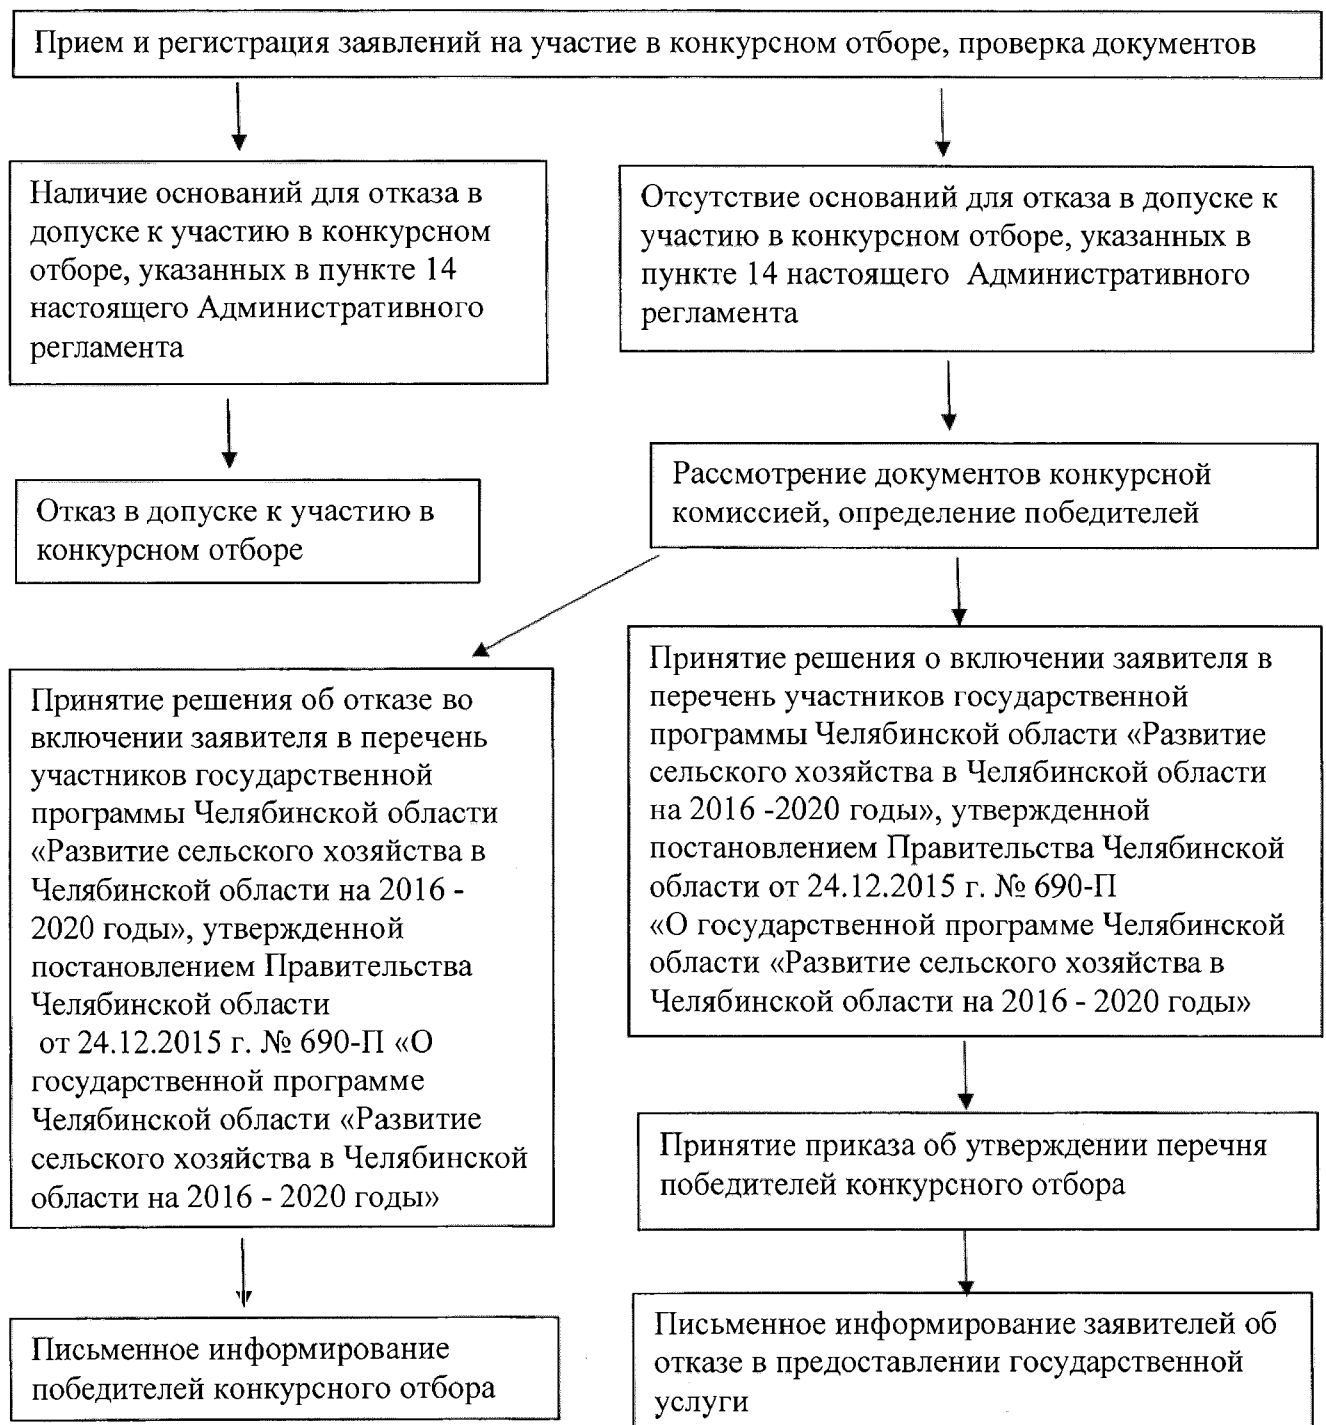 Прием и регистрация заявлений на участие в конкурсном отборе, проверка документов
Наличие оснований для отказа в
допуске к участию в конкурсном
отборе, указанных в пункте 14
настоящего Административного
регламента
Отсутствие оснований для отказа в допуске к
участию в конкурсном отборе, указанных в
пункте 14 настоящего Административного
регламента
Отказ в допуске к участию в
конкурсном отборе
Рассмотрение документов конкурсной
комиссией, определение победителей
Принятие решения об отказе во
включении заявителя в перечень
участников государственной
программы Челябинской области
«Развитие сельского хозяйства в
Челябинской области на 2016 -
2020 годы», утвержденной
постановлением Правительства
Челябинской области
от 24.12.2015 г. № 690-П «О
государственной программе
Челябинской области «Развитие
сельского хозяйства в Челябинской
области на 2016 - 2020 годы»
Принятие решения о включении заявителя в
перечень участников государственной
программы Челябинской области «Развитие
сельского хозяйства в Челябинской области
на 2016 -2020 годы», утвержденной
постановлением Правительства Челябинской
области от 24.12.2015 г. № 690-П
«О государственной программе Челябинской
области «Развитие сельского хозяйства в
Челябинской области на 2016 - 2020 годы»
Принятие приказа об утверждении перечня
победителей конкурсного отбора
Письменное информирование
победителей конкурсного отбора
Письменное информирование заявителей об
отказе в предоставлении государственной
услуги